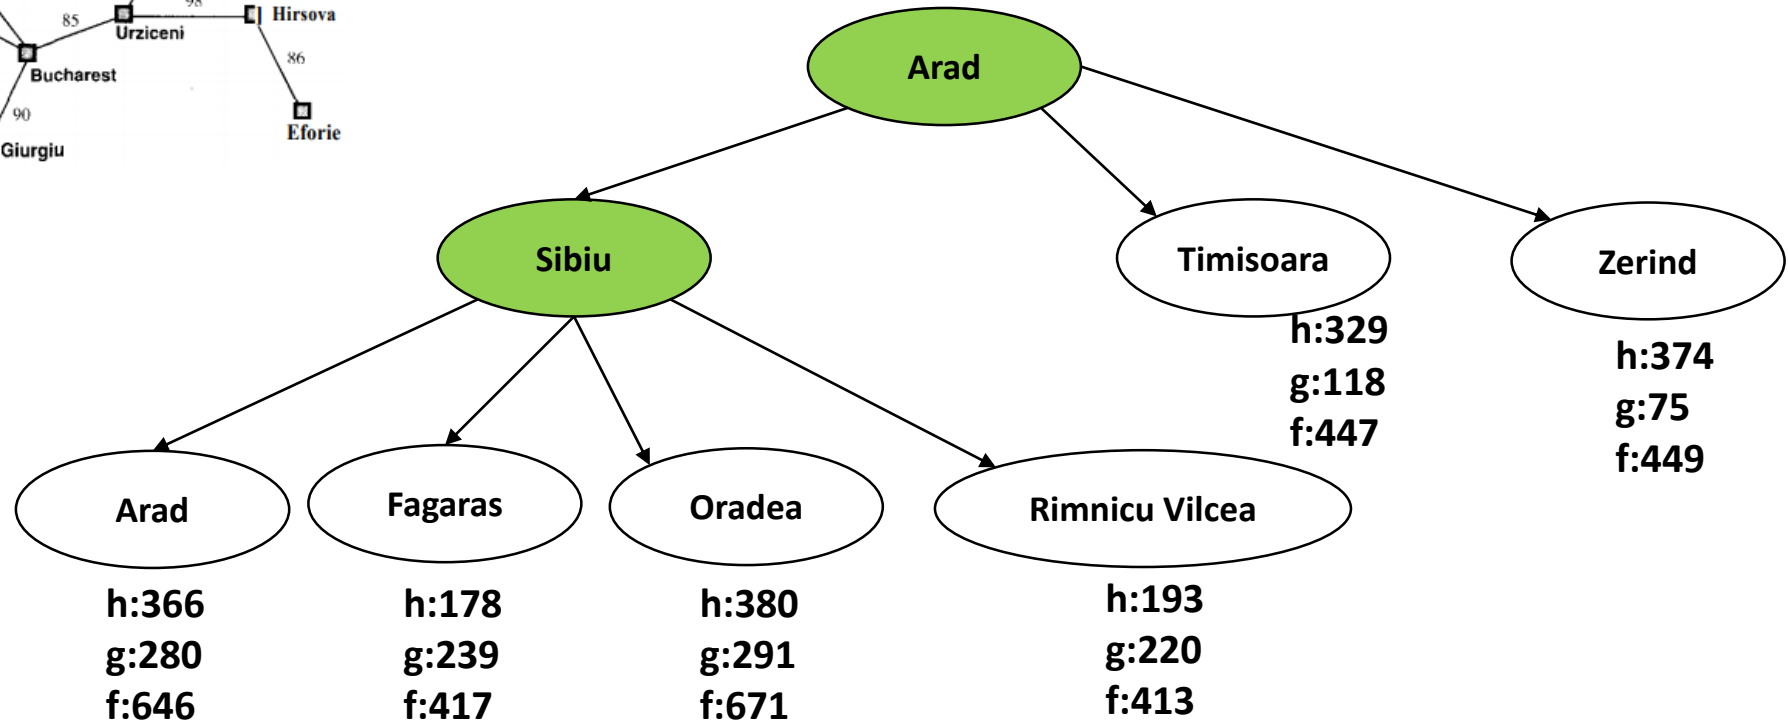 98
85
Urziceni
Hirsova
86
Bucharest
90
Eforie
Giurgiu
Arad
Sibiu
Timisoara
Zerind
h:329
g:118
f:447
h:374
g:75
f:449
Arad
Fagaras
Oradea
Rimnicu Vilcea
h:366
g:280
f:646
h:178
g:239
f:417
h:380
g:291
f:671
h:193
g:220
f:413